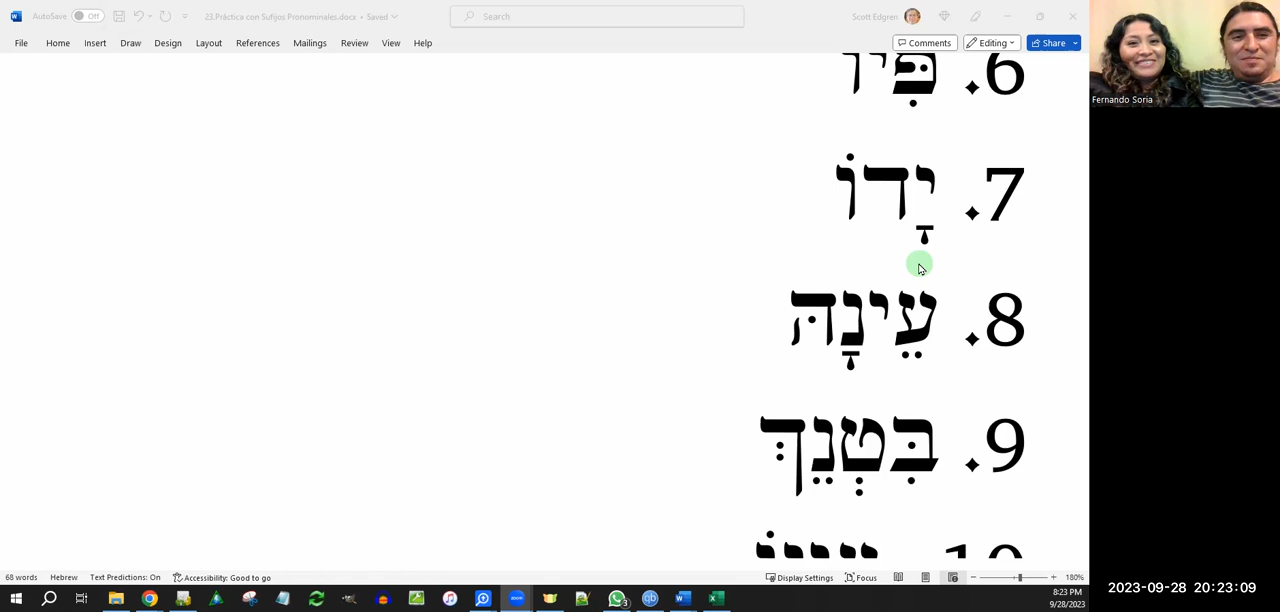 AutoSave Off 23.Práctica con Sufijos Pronominales.docx • Saved Search Scott Edgren
File Home Insert Draw Design Layout References Mailings Review View Help Comments Editing Share
Fernando Soria
6. פִּיו
7. יָדוֹ
8. עֵינָהּ
9. בִּטְנֵךְ
10.
68 words Hebrew Text Predictions: On Accessibility: Good to go Display Settings Focus 180%
3
8:23 PM
9/28/2023
2023-09-28 20:23:09